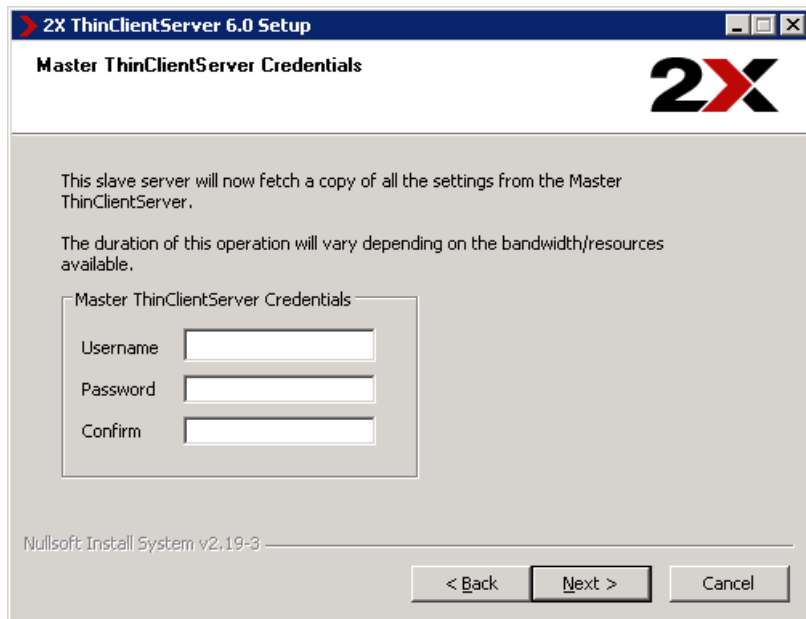 2X ThinClientServer 6.0 Setup
Master ThinClientServer Credentials
2X
This slave server will now fetch a copy of all the settings from the Master
ThinClientServer.
The duration of this operation will vary depending on the bandwidth/resources
available.
Master ThinClientServer Credentials
Username
Password
Confirm
Nullsoft Install System v2.19-3
< Back Next > Cancel